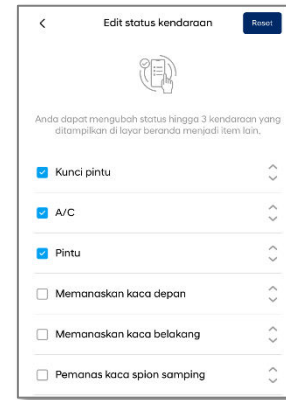 Edit status kendaraan
Reset
Anda dapat mengubah status hingga 3 kendaraan yang
ditampilkan di layar beranda menjadi item lain.
Kunci pintu
A/C
Pintu
Memanaskan kaca depan
Memanaskan kaca belakang
Pemanas kaca spion samping